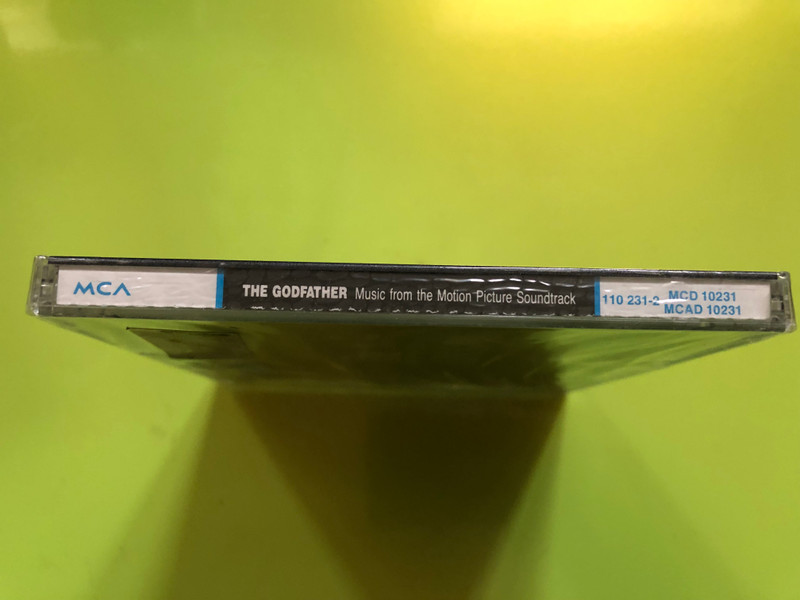 MCA
THE GODFATHER Music from the Motion Picture Soundtrack
110 231-2 MCD 10231
MCAD 10231